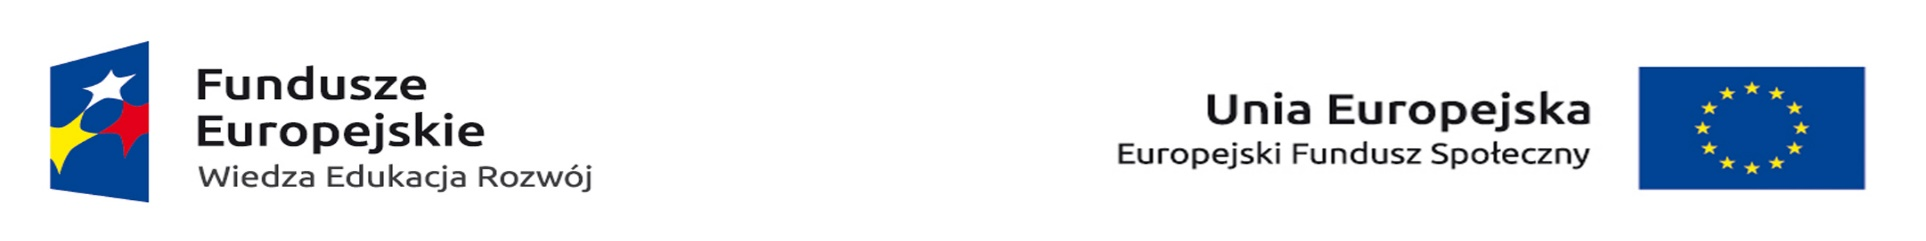 Fundusze
Europejskie
Wiedza Edukacja Rozwój
Unia Europejska
Europejski Fundusz Społeczny